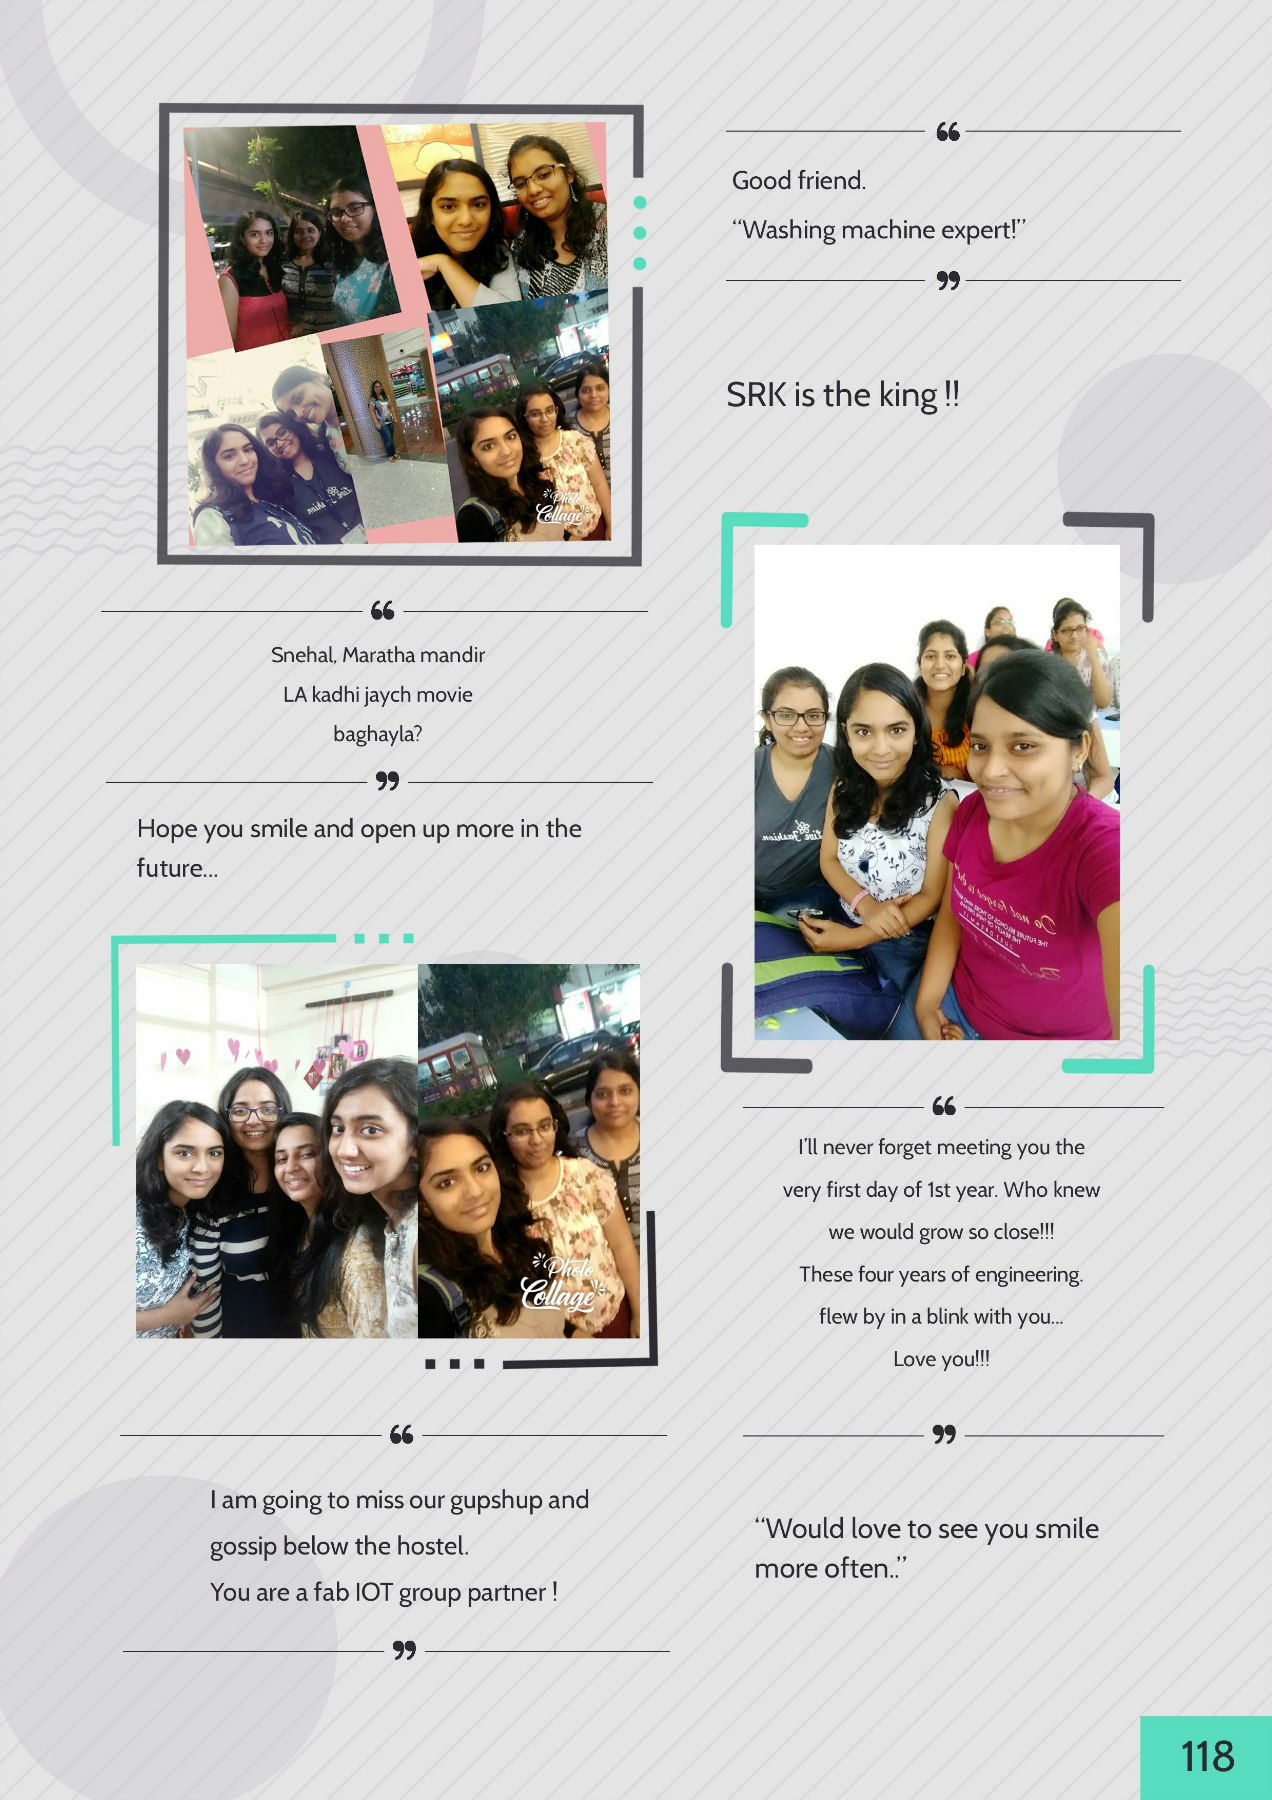 Good friend.
“Washing machine expert!”
SRK is the king !!
Photo
Collage
Snehal, Maratha mandir
LA kadhi jaych movie
baghayla?
Hope you smile and open up more in the
future...
Photo
Collage
I'll never forget meeting you the
very first day of 1st year. Who knew
we would grow so close!!!
These four years of engineering.
flew by in a blink with you...
Love you!!!
I am going to miss our gupshup and
gossip below the hostel.
You are a fab IOT group partner !
“Would love to see you smile
more often..”
118